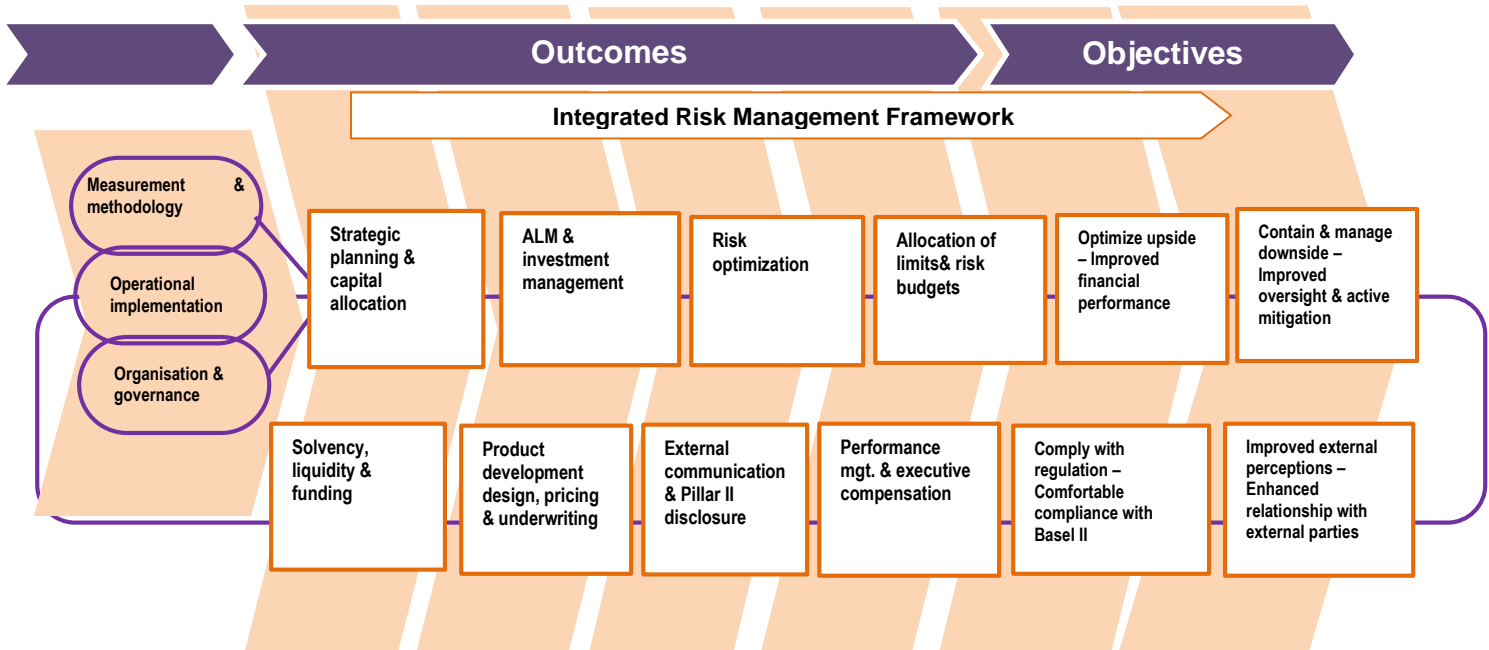 Outcomes
Objectives
Integrated Risk Management Framework
Measurement &
methodology
Operational
implementation
Organisation &
governance
Strategic
planning &
capital
allocation
ALM &
investment
management
Risk
optimization
Allocation of
limits& risk
budgets
Optimize upside
– Improved
financial
performance
Contain & manage
downside –
Improved
oversight & active
mitigation
Solvency,
liquidity &
funding
Product
development
design, pricing
& underwriting
External
communication
& Pillar II
disclosure
Performance
mgt. & executive
compensation
Comply with
regulation –
Comfortable
compliance with
Basel II
Improved external
perceptions –
Enhanced
relationship with
external parties